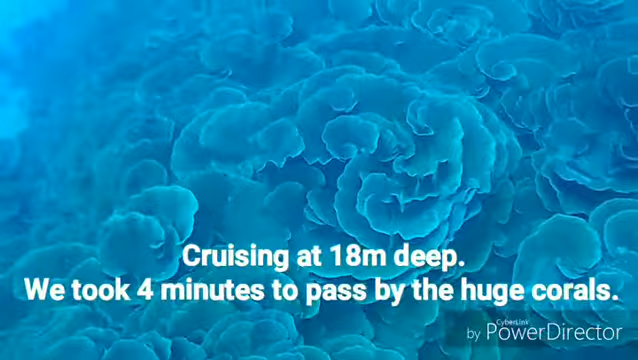 Cruising at 18m deep.
We took 4 minutes to pass by the huge corals.
CyberLink
by PowerDirector